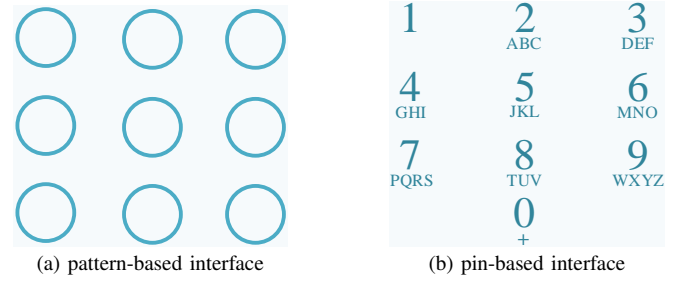 1 2 3
ABC DEF
4 5 6
GHI JKL MNO
7 8 9
PQRS TUV WXYZ
0
+
(a) pattern-based interface (b) pin-based interface